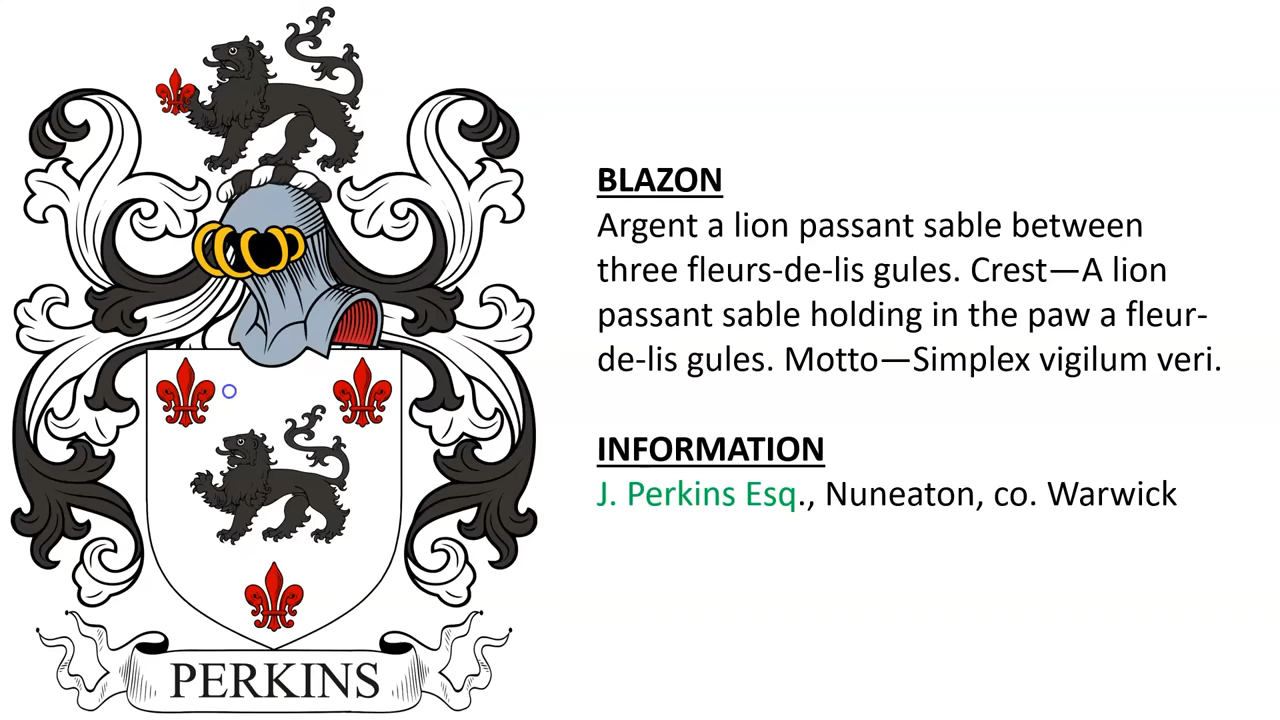 BLAZON
Argent a lion passant sable between
three fleurs-de-lis gules. Crest—A lion
passant sable holding in the paw a fleur-
de-lis gules. Motto—Simplex vigilum veri.
INFORMATION
J. Perkins Esq., Nuneaton, co. Warwick
PERKINS